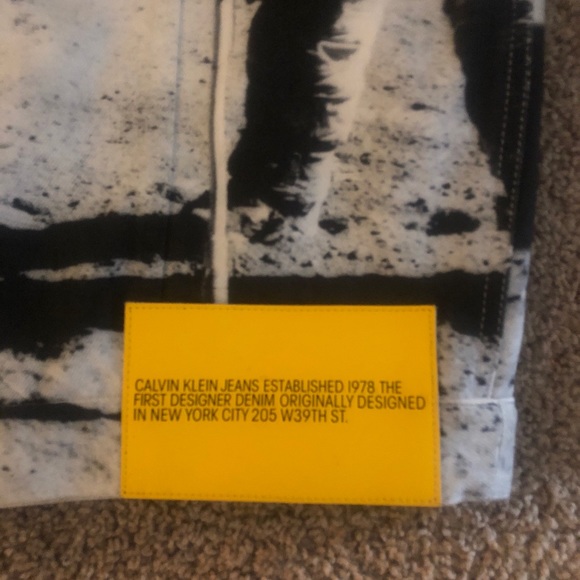 CALVIN KLEIN JEANS ESTABLISHED 1978 THE
FIRST DESIGNER DENIM ORIGINALLY DESIGNED
IN NEW YORK CITY 205 W39TH ST.